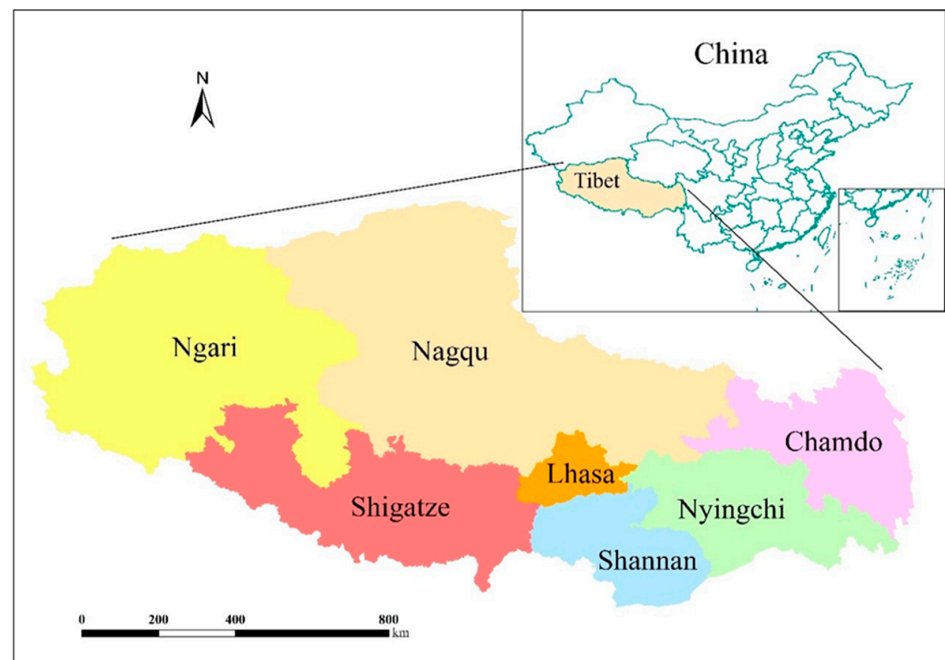 China
N
Tibet
Ngari
Nagqu
Chamdo
Lhasa
Shigatze
Nyingchi
Shannan
0 200 400 800
km